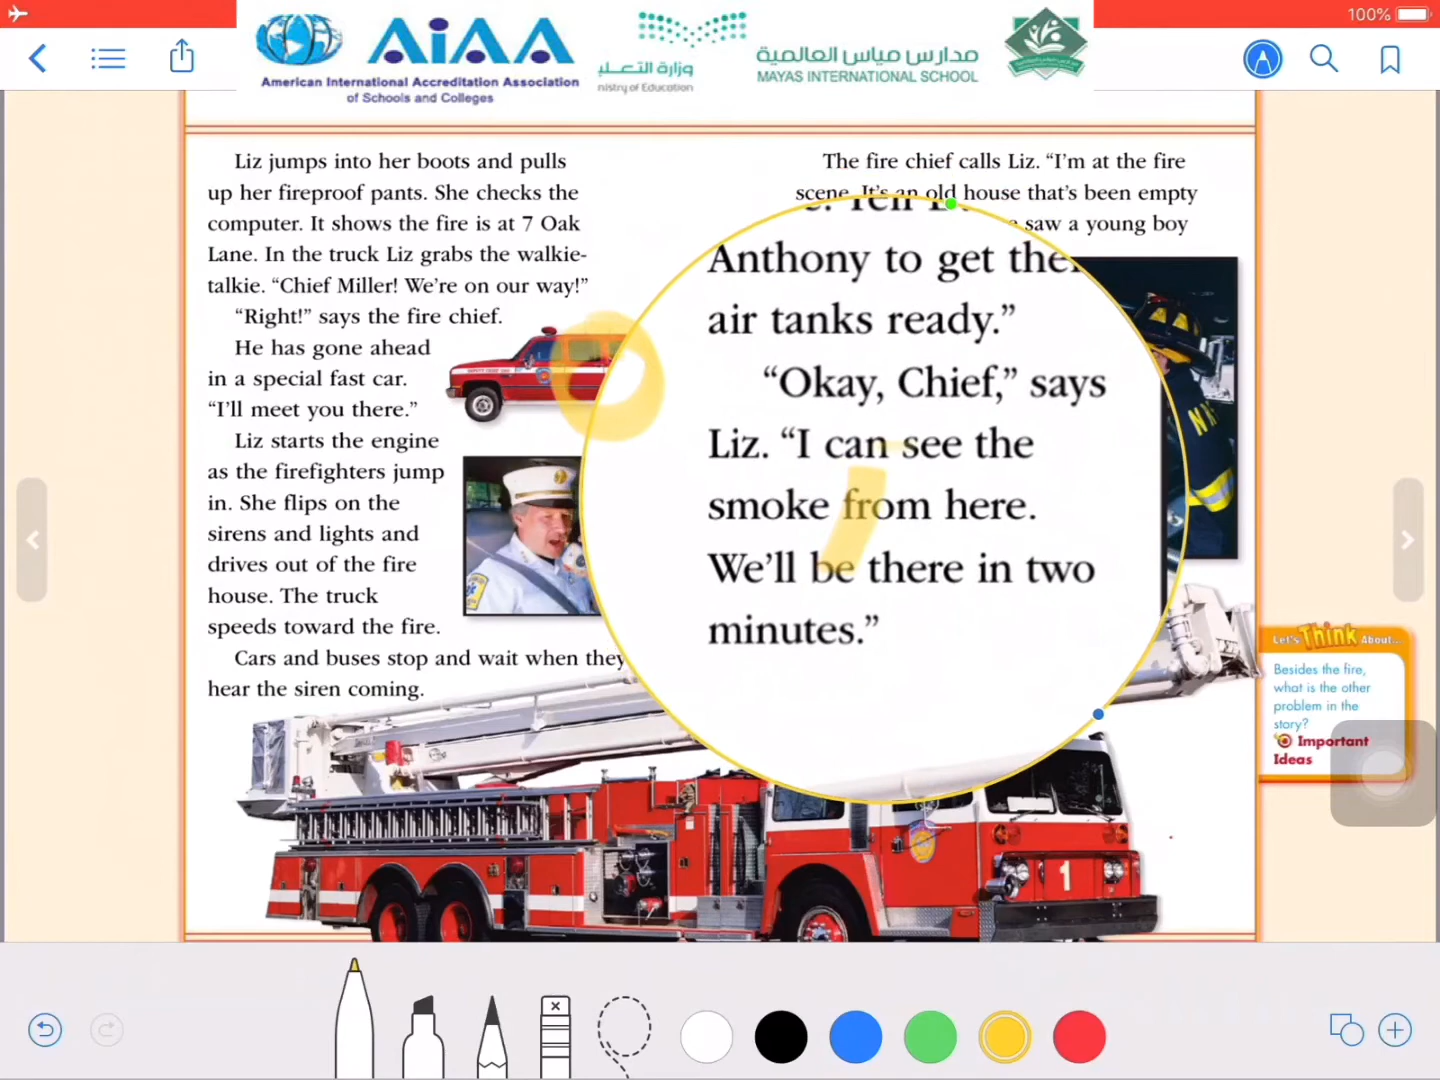 100%
AiAA
American International Accreditation Association
of Schools and Colleges
وزارة التعلي
nistry of Education
مدارس مياس العالمية
MAYAS INTERNATIONAL SCHOOL
Liz jumps into her boots and pulls
up her fireproof pants. She checks the
computer. It shows the fire is at 7 Oak
Lane. In the truck Liz grabs the walkie-
talkie. “Chief Miller! We’re on our way!”
“Right!” says the fire chief.
He has gone ahead
in a special fast car.
“I’ll meet you there.”
Liz starts the engine
as the firefighters jump
in. She flips on the
sirens and lights and
drives out of the fire
house. The truck
speeds toward the fire.
Cars and buses stop and wait when they
hear the siren coming.
The fire chief calls Liz. “I’m at the fire
scene. It’s an old house that’s been empty
saw a young boy
Anthony to get the
air tanks ready.”
“Okay, Chief,” says
Liz. “I can see the
smoke from here.
We’ll be there in two
minutes.”
Let's Think About...
Besides the fire,
what is the other
problem in the
story?
Important
Ideas
1